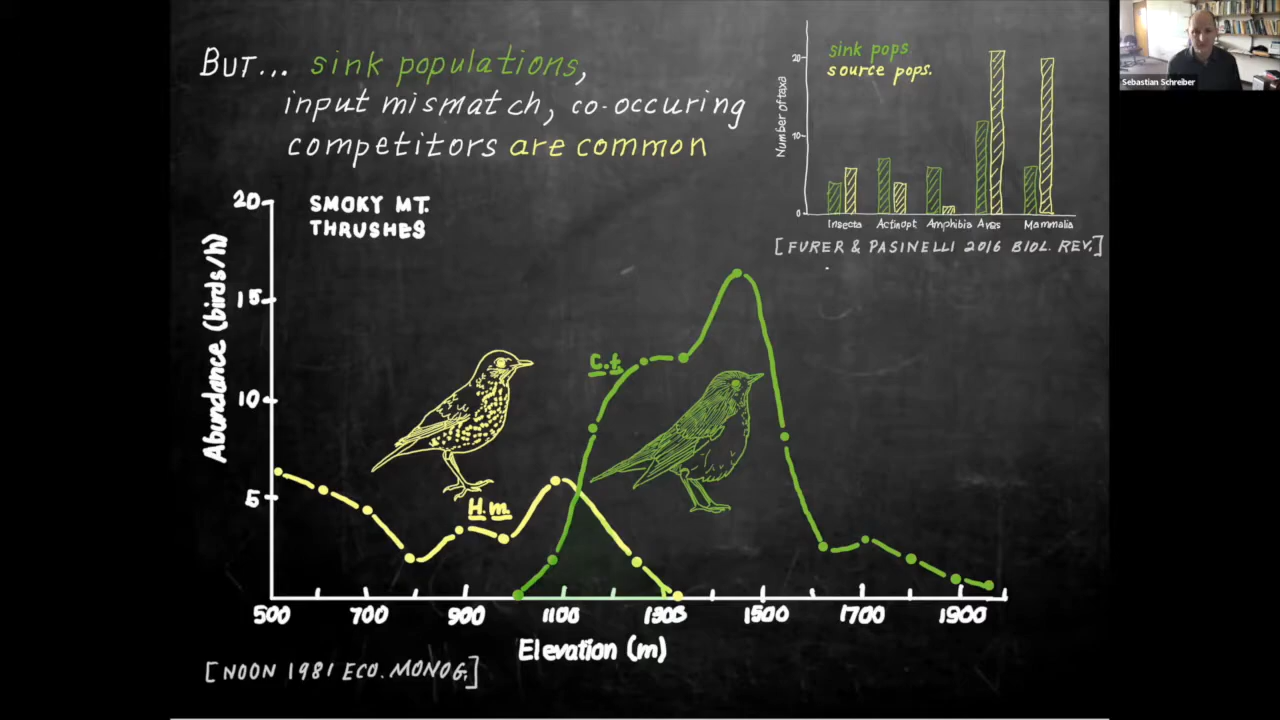 BUT... sink populations,
input mismatch, co-occuring
competitors are common
sink pops.
source pops.
Number of taxa
20
10
0
Insecta Actinopt Amphibia Aves Mammalia
[FURER & PASINELLI 2016 BIOL. REV.]
Sebastian Schreiber
SMOKY MT.
THRUSHES
Abundance (birds/h)
20
15
10
5
C.t.
H.m.
500 700 900 1100 1300 1500 1700 1900
Elevation (m)
[NOON 1981 ECO. MONOG.]